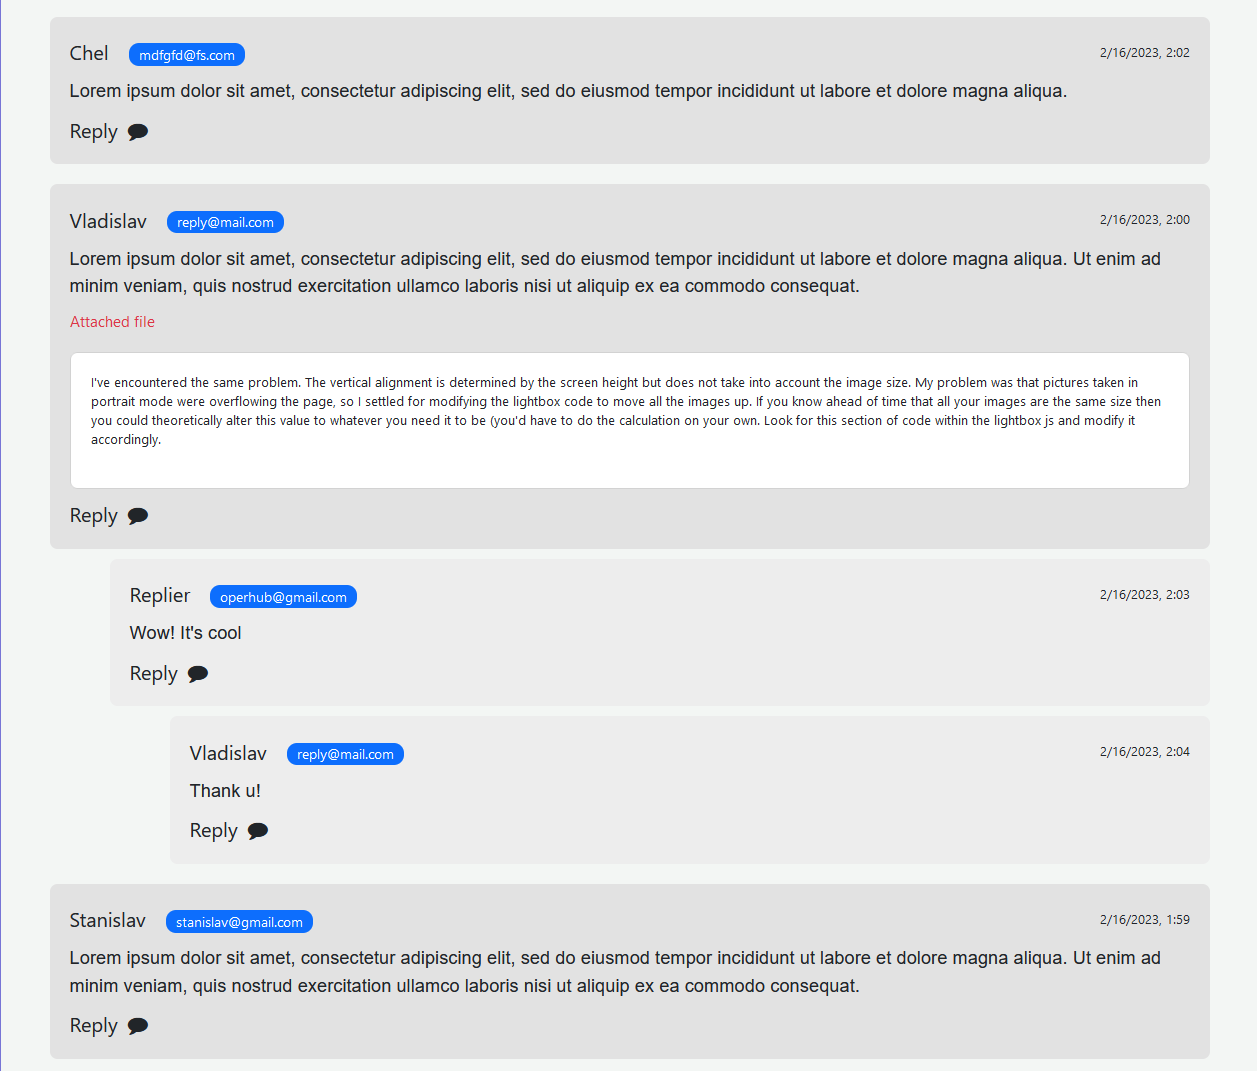 Chel mdfgfd@fs.com 2/16/2023, 2:02
Lorem ipsum dolor sit amet, consectetur adipiscing elit, sed do eiusmod tempor incididunt ut labore et dolore magna aliqua.
Reply
Vladislav reply@mail.com 2/16/2023, 2:00
Lorem ipsum dolor sit amet, consectetur adipiscing elit, sed do eiusmod tempor incididunt ut labore et dolore magna aliqua. Ut enim ad
minim veniam, quis nostrud exercitation ullamco laboris nisi ut aliquip ex ea commodo consequat.
Attached file
I've encountered the same problem. The vertical alignment is determined by the screen height but does not take into account the image size. My problem was that pictures taken in
portrait mode were overflowing the page, so I settled for modifying the lightbox code to move all the images up. If you know ahead of time that all your images are the same size then
you could theoretically alter this value to whatever you need it to be (you'd have to do the calculation on your own. Look for this section of code within the lightbox js and modify it
accordingly.
Reply
Replier operhub@gmail.com 2/16/2023, 2:03
Wow! It's cool
Reply
Vladislav reply@mail.com 2/16/2023, 2:04
Thank u!
Reply
Stanislav stanislav@gmail.com 2/16/2023, 1:59
Lorem ipsum dolor sit amet, consectetur adipiscing elit, sed do eiusmod tempor incididunt ut labore et dolore magna aliqua. Ut enim ad
minim veniam, quis nostrud exercitation ullamco laboris nisi ut aliquip ex ea commodo consequat.
Reply